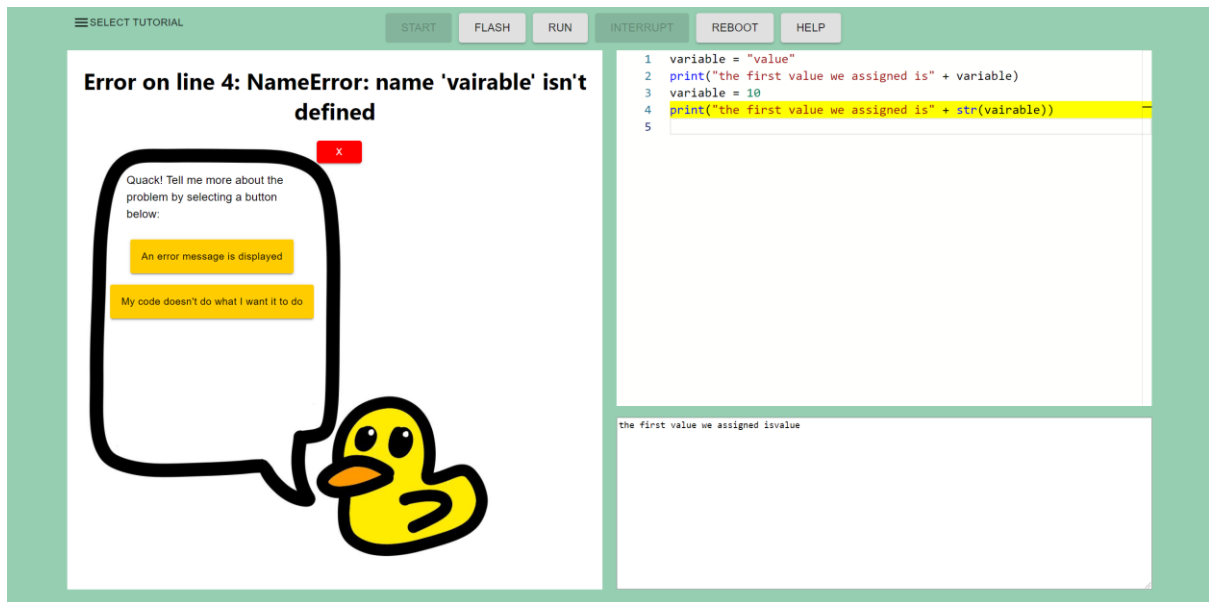 SELECT TUTORIAL
START FLASH RUN INTERRUPT REBOOT HELP
Error on line 4: NameError: name 'vairable' isn't
defined
X
Quack! Tell me more about the
problem by selecting a button
below:
An error message is displayed
My code doesn't do what I want it to do
1 variable = "value"
2 print("the first value we assigned is" + variable)
3 variable = 10
4 print("the first value we assigned is" + str(vairable))
5
the first value we assigned isvalue